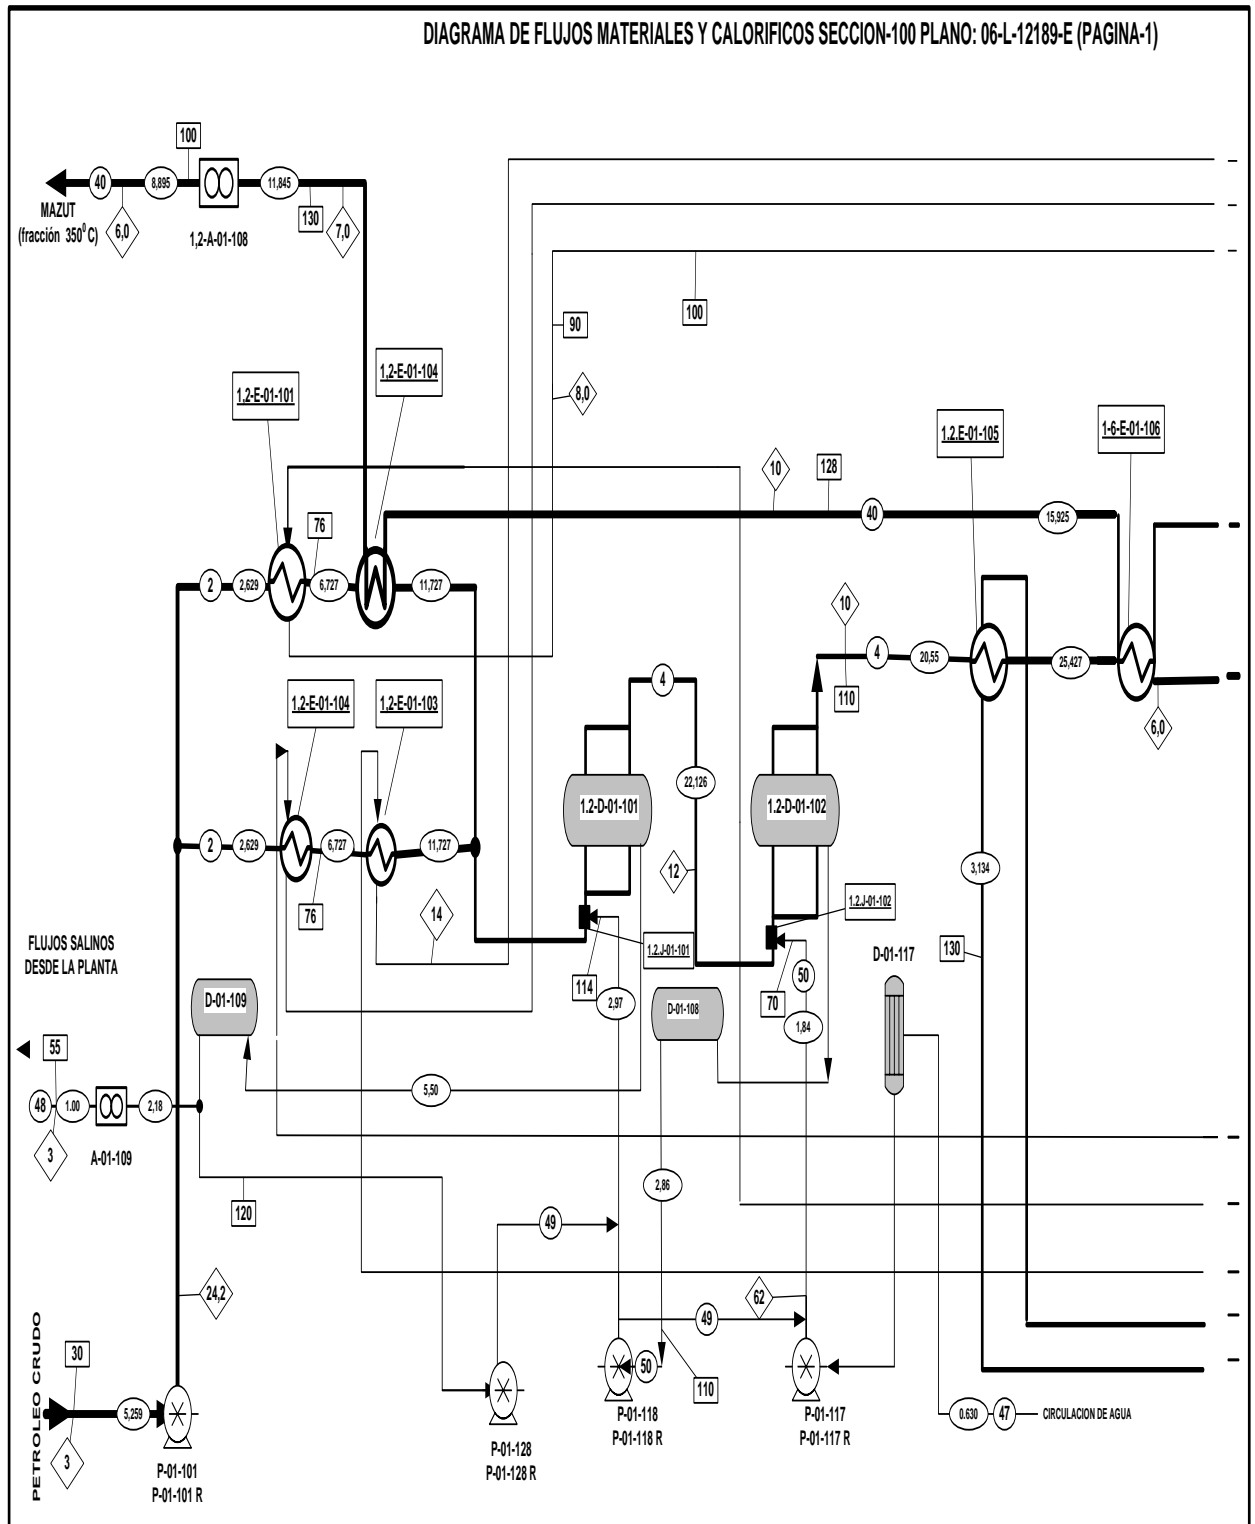 DIAGRAMA DE FLUJOS MATERIALES Y CALORIFICOS SECCION-100 PLANO: 06-L-12189-E (PAGINA-1)
100
40
8,895
11,845
MAZUT
(fracción 350⁰ C)
6,0
130
7,0
1,2-A-01-108
100
90
1,2-E-01-104
1,2-E-01-101
8,0
1.2.E-01-105
1-6-E-01-106
10
128
76
40
15,925
2
2,629
6,727
11,727
10
4
20,55
25,427
4
110
1,2-E-01-104
1,2-E-01-103
6,0
22,126
1.2-D-01-101
1.2-D-01-102
2
2,629
6,727
11,727
12
3,134
76
14
1.2.J-01-102
FLUJOS SALINOS
DESDE LA PLANTA
1.2.J-01-101
130
D-01-117
114
50
70
D-01-109
2,97
D-01-108
1,84
55
5,50
48
1.00
2,18
3
A-01-109
2,86
120
49
24,2
62
49
PETROLEO CRUDO
30
50
110
5,259
3
P-01-118
P-01-118 R
P-01-117
P-01-117 R
0.630
47
CIRCULACION DE AGUA
P-01-128
P-01-128 R
P-01-101
P-01-101 R